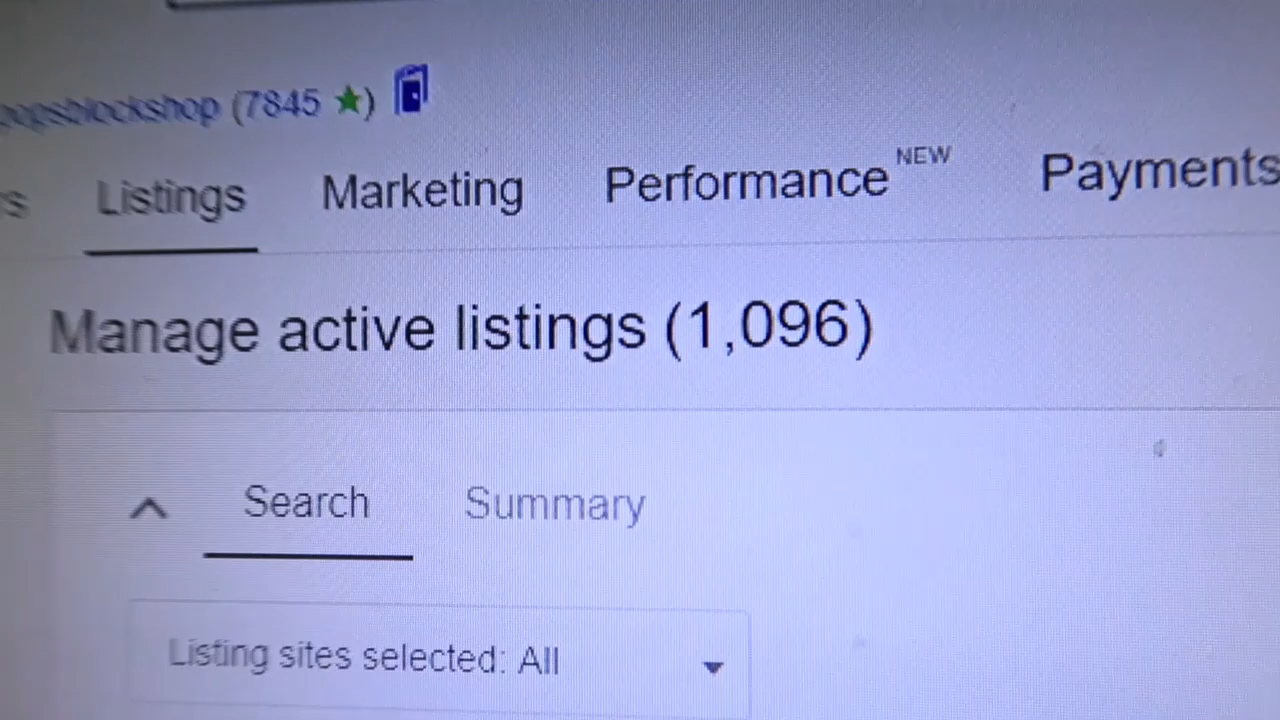 (7845 ★)
Listings Marketing Performance NEW Payments
Manage active listings (1,096)
Search Summary
Listing sites selected: All